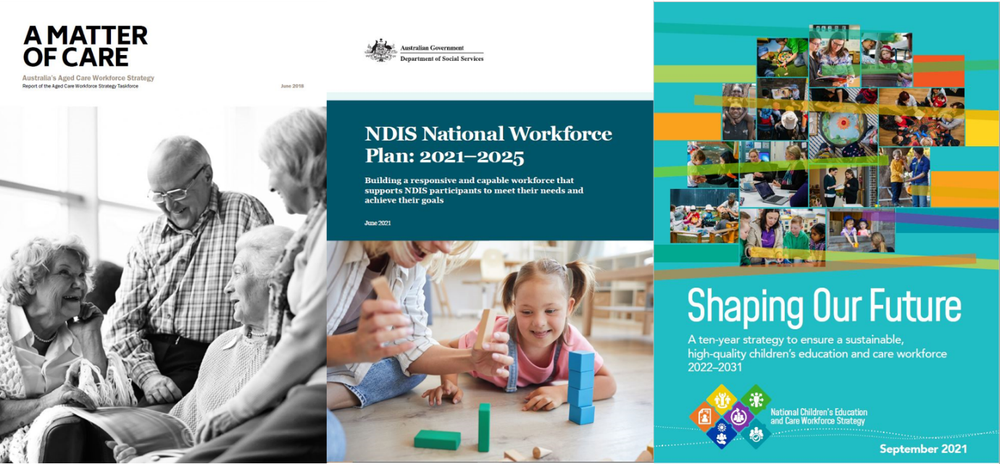 A MATTER
OF CARE
Australia's Aged Care Workforce Strategy
Report of the Aged Care Workforce Strategy Taskforce
June 2018
Australian Government
Department of Social Services
NDIS National Workforce
Plan: 2021–2025
Building a responsive and capable workforce that
supports NDIS participants to meet their needs and
achieve their goals
June 2021
Shaping Our Future
A ten-year strategy to ensure a sustainable,
high-quality children's education and care workforce
2022–2031
National Children's Education
and Care Workforce Strategy
September 2021